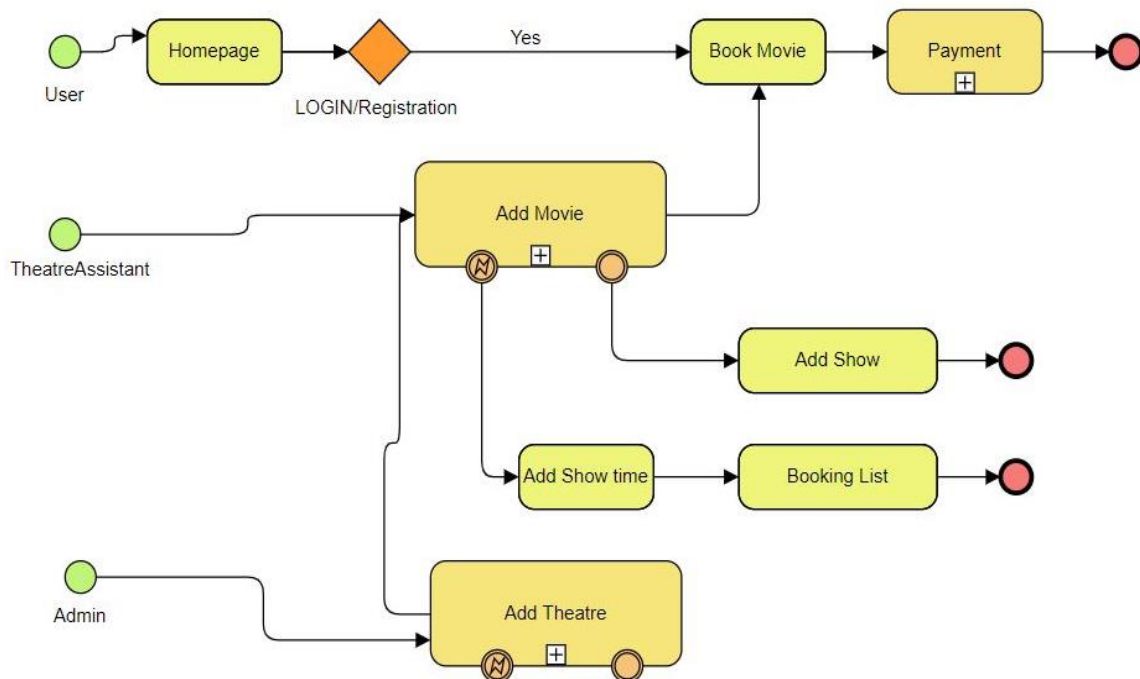 Homepage
Yes
Book Movie
Payment
User
LOGIN/Registration
Add Movie
TheatreAssistant
Add Show
Add Show time
Booking List
Add Theatre
Admin